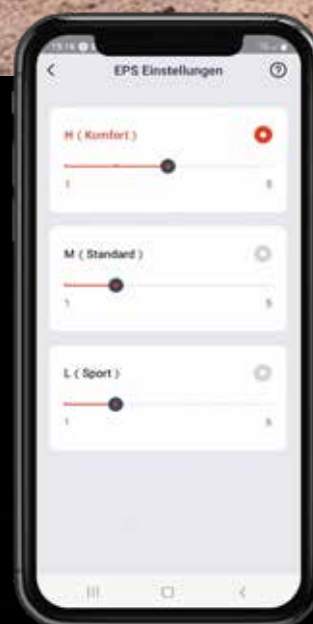 EPS Einstellungen
H ( Komfort )
1 5
M ( Standard )
1 5
L ( Sport )
1 5